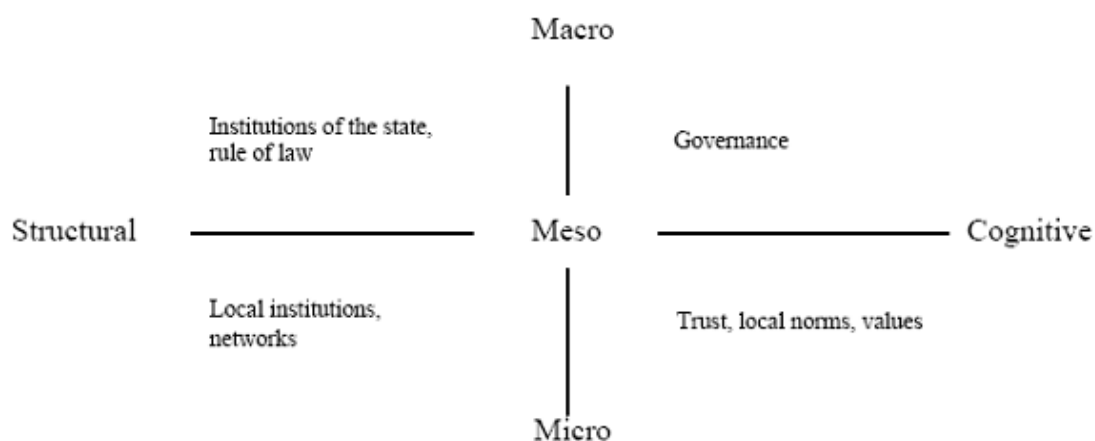 Macro
Institutions of the state,
rule of law
Governance
Structural
Meso
Cognitive
Local institutions,
networks
Trust, local norms, values
Micro